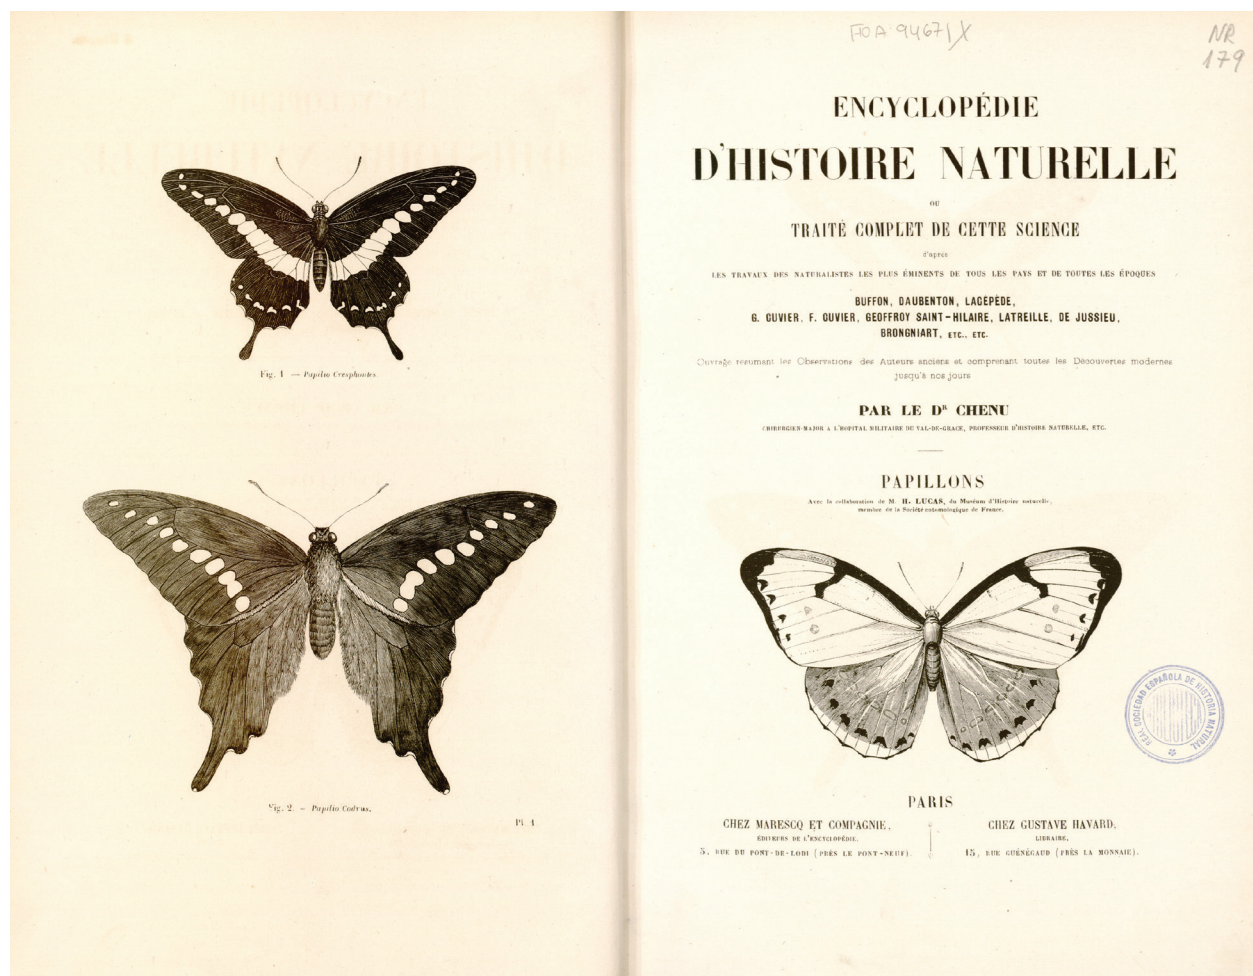 Fig. 1 — Papilio Cresphontes.
Fig. 2. — Papilio Codrus.
Pl. 1
FOA 9467/X
NR
179
ENCYCLOPÉDIE
D'HISTOIRE NATURELLE
OU
TRAITÉ COMPLET DE CETTE SCIENCE
d'après
LES TRAVAUX DES NATURALISTES LES PLUS ÉMINENTS DE TOUS LES PAYS ET DE TOUTES LES ÉPOQUES
BUFFON, DAUBENTON, LACÉPÈDE,
G. CUVIER, F. CUVIER, GEOFFROY SAINT-HILAIRE, LATREILLE, DE JUSSIEU,
BRONGNIART, ETC., ETC.
Ouvrage résumant les Observations des Auteurs anciens et comprenant toutes les Découvertes modernes
jusqu'à nos jours
PAR LE DR CHENU
CHIRURGIEN-MAJOR A L'HOPITAL MILITAIRE DU VAL-DE-GRACE, PROFESSEUR D'HISTOIRE NATURELLE, ETC.
PAPILLONS
Avec la collaboration de M. H. LUCAS, du Muséum d'Histoire naturelle,
membre de la Société entomologique de France.
REAL SOCIEDAD ESPAÑOLA DE HISTORIA NATURAL
PARIS
CHEZ MARESCQ ET COMPAGNIE,
ÉDITEURS DE L'ENCYCLOPÉDIE,
5, RUE DU PONT-DE-LODI (PRÈS LE PONT-NEUF).
CHEZ GUSTAVE HAVARD,
LIBRAIRE,
15, RUE GUÉNÉGAUD (PRÈS LA MONNAIE).